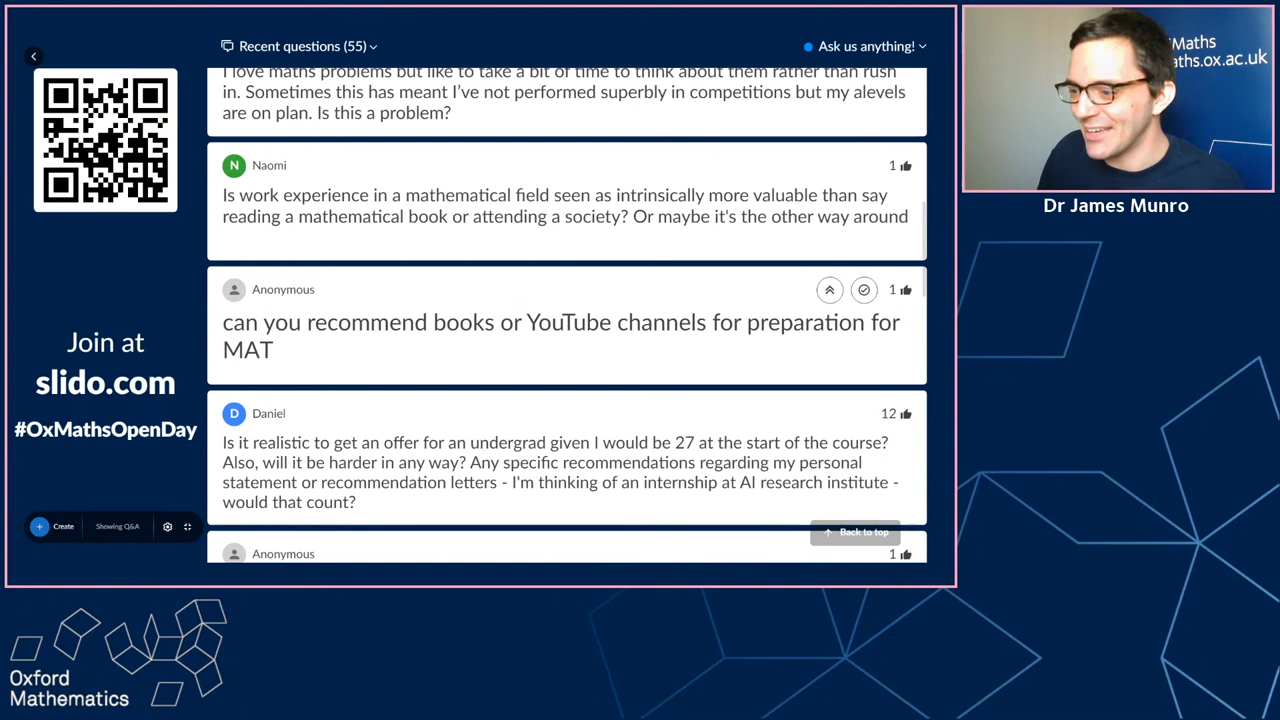 Recent questions (55)
Ask us anything!
I love maths problems but like to take a bit of time to think about them rather than rush
in. Sometimes this has meant I've not performed superbly in competitions but my alevels
are on plan. Is this a problem?
N Naomi
1
Is work experience in a mathematical field seen as intrinsically more valuable than say
reading a mathematical book or attending a society? Or maybe it's the other way around
Anonymous
1
can you recommend books or YouTube channels for preparation for
MAT
D Daniel
12
Is it realistic to get an offer for an undergrad given I would be 27 at the start of the course?
Also, will it be harder in any way? Any specific recommendations regarding my personal
statement or recommendation letters - I'm thinking of an internship at AI research institute -
would that count?
Back to top
Anonymous
1
Join at
slido.com
#OxMathsOpenDay
+ Create
Showing Q&A
Maths
aths.ox.ac.uk
Dr James Munro
Oxford
Mathematics